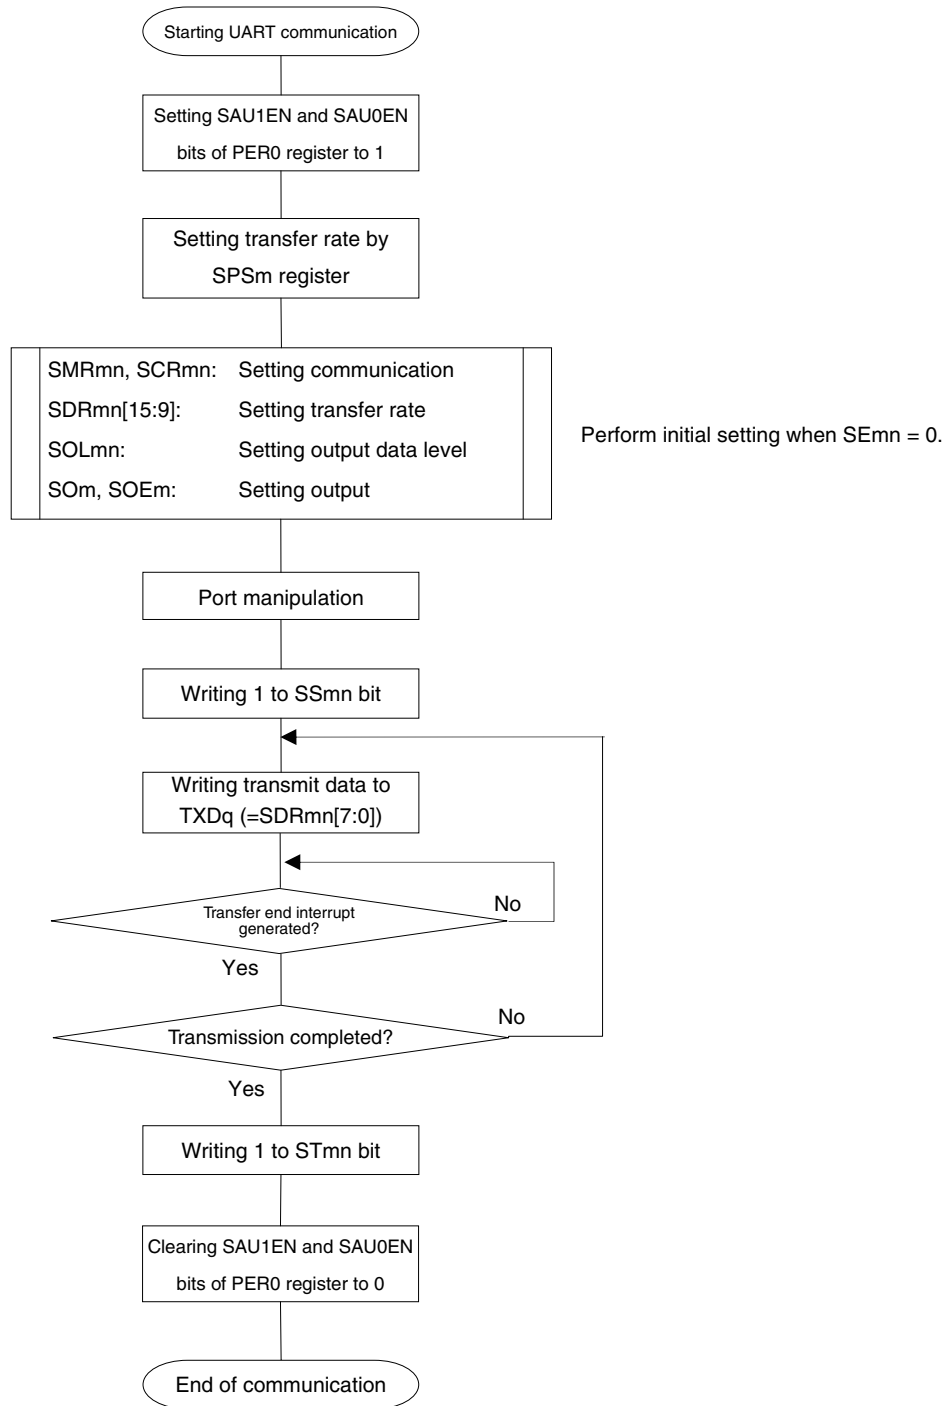 Starting UART communication
Setting SAU1EN and SAU0EN
bits of PER0 register to 1
Setting transfer rate by
SPSm register
SMRmn, SCRmn: Setting communication
SDRmn[15:9]: Setting transfer rate
SOLmn: Setting output data level
SOm, SOEm: Setting output
Perform initial setting when SEmn = 0.
Port manipulation
Writing 1 to SSmn bit
Writing transmit data to
TXDq (=SDRmn[7:0])
Transfer end interrupt
generated?
No
Yes
Transmission completed?
No
Yes
Writing 1 to STmn bit
Clearing SAU1EN and SAU0EN
bits of PER0 register to 0
End of communication